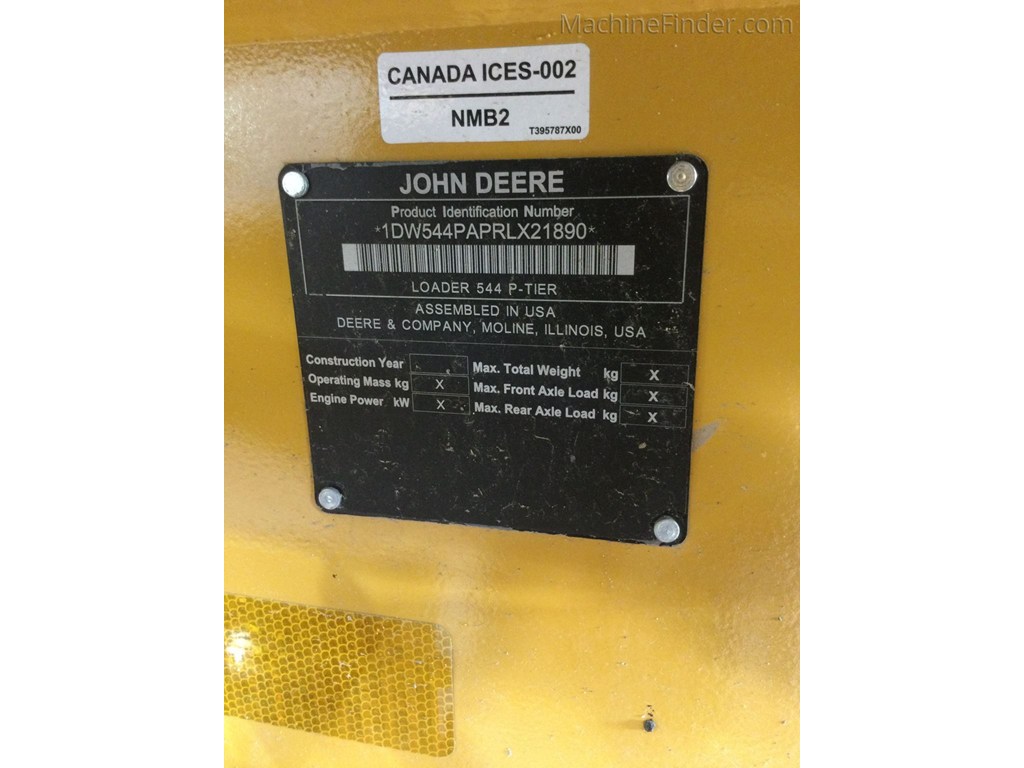 MachineFinder.com
CANADA ICES-002
NMB2
T395787X00
JOHN DEERE
Product Identification Number
*1DW544PAPRLX21890*
LOADER 544 P-TIER
ASSEMBLED IN USA
DEERE & COMPANY, MOLINE, ILLINOIS, USA
Construction Year
Operating Mass kg X
Engine Power kW X
Max. Total Weight kg X
Max. Front Axle Load kg X
Max. Rear Axle Load kg X